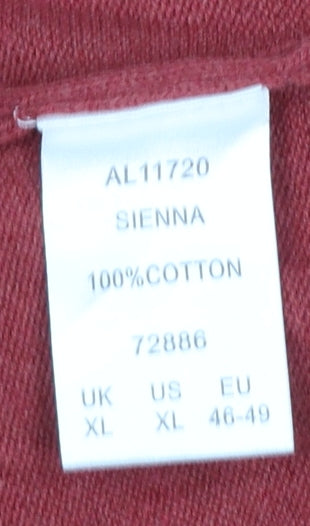 AL11720
SIENNA
100%COTTON
72886
UK US EU
XL XL 46-49